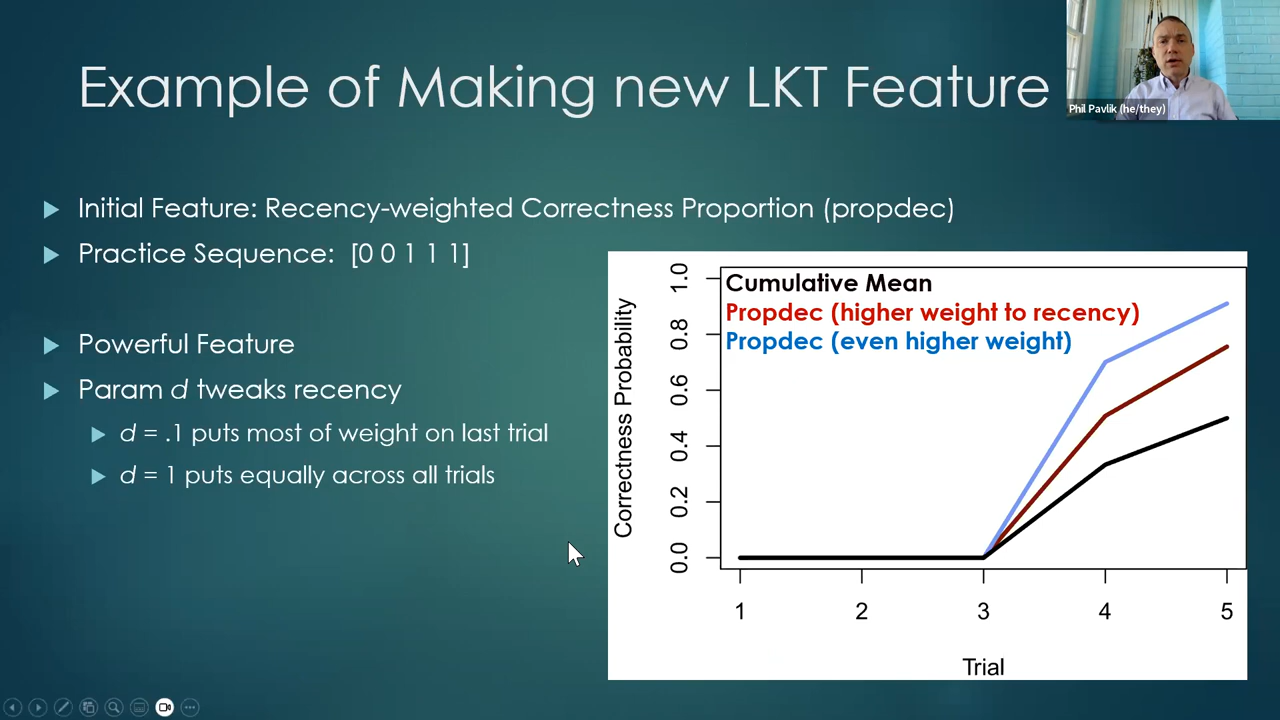 Example of Making new LKT Feature
Phil Pavlik (he/they)
Initial Feature: Recency-weighted Correctness Proportion (propdec)
Practice Sequence: [0 0 1 1 1]
Powerful Feature
Param d tweaks recency
d = .1 puts most of weight on last trial
d = 1 puts equally across all trials
Cumulative Mean
Propdec (higher weight to recency)
Propdec (even higher weight)
Correctness Probability
1.0
0.8
0.6
0.4
0.2
0.0
1 2 3 4 5
Trial